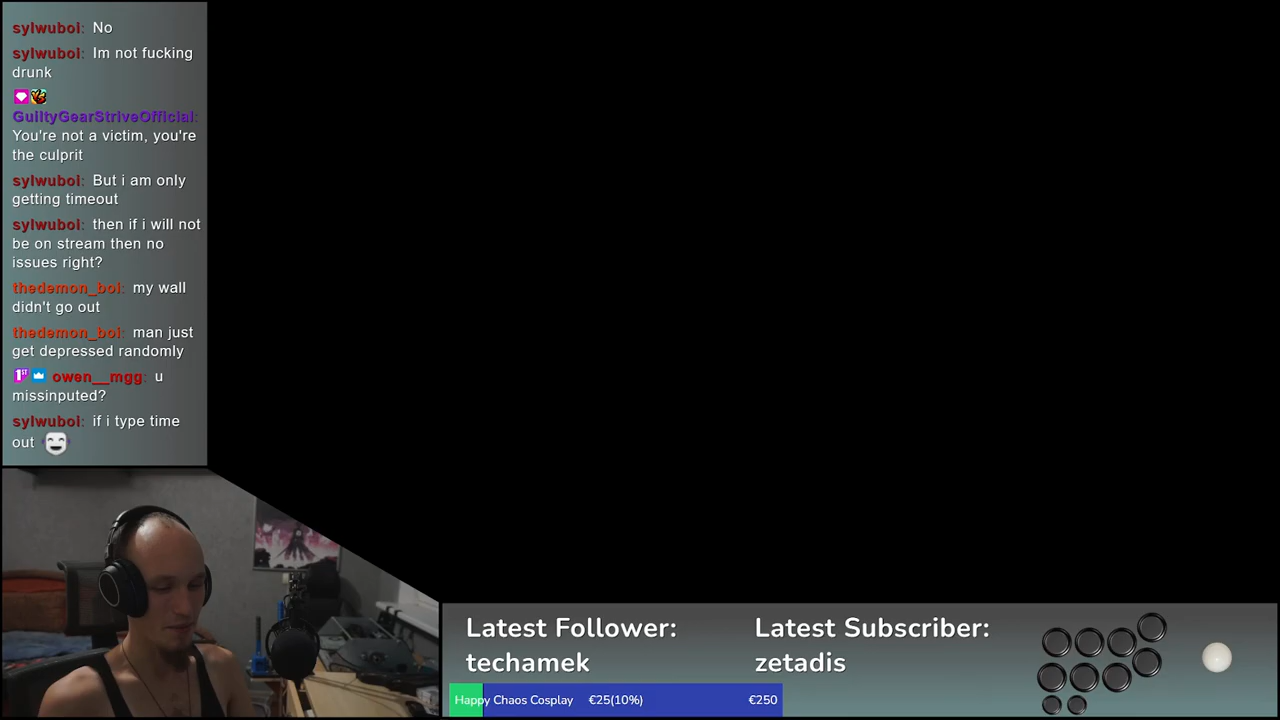 sylwuboi: No
sylwuboi: Im not fucking
drunk
GuiltyGearStriveOfficial:
You're not a victim, you're
the culprit
sylwuboi: But i am only
getting timeout
sylwuboi: then if i will not
be on stream then no
issues right?
thedemon_boi: my wall
didn't go out
thedemon_boi: man just
get depressed randomly
owen__mgg: u
missinputed?
sylwuboi: if i type time
out
Latest Follower:
techamek
Latest Subscriber:
zetadis
Happy Chaos Cosplay €25(10%) €250